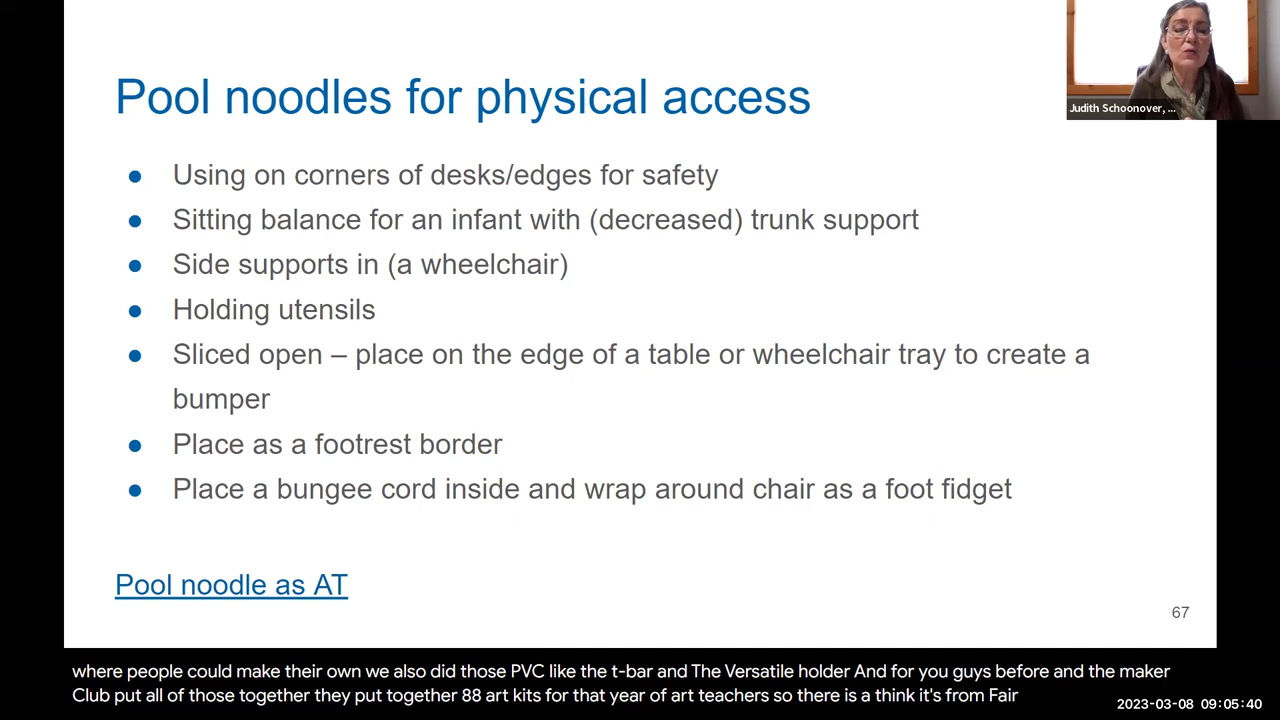 Pool noodles for physical access
Judith Schoonover, ...
● Using on corners of desks/edges for safety
● Sitting balance for an infant with (decreased) trunk support
● Side supports in (a wheelchair)
● Holding utensils
● Sliced open – place on the edge of a table or wheelchair tray to create a
bumper
● Place as a footrest border
● Place a bungee cord inside and wrap around chair as a foot fidget
Pool noodle as AT
67
where people could make their own we also did those PVC like the t-bar and The Versatile holder And for you guys before and the maker
Club put all of those together they put together 88 art kits for that year of art teachers so there is a think it's from Fair
2023-03-08 09:05:40